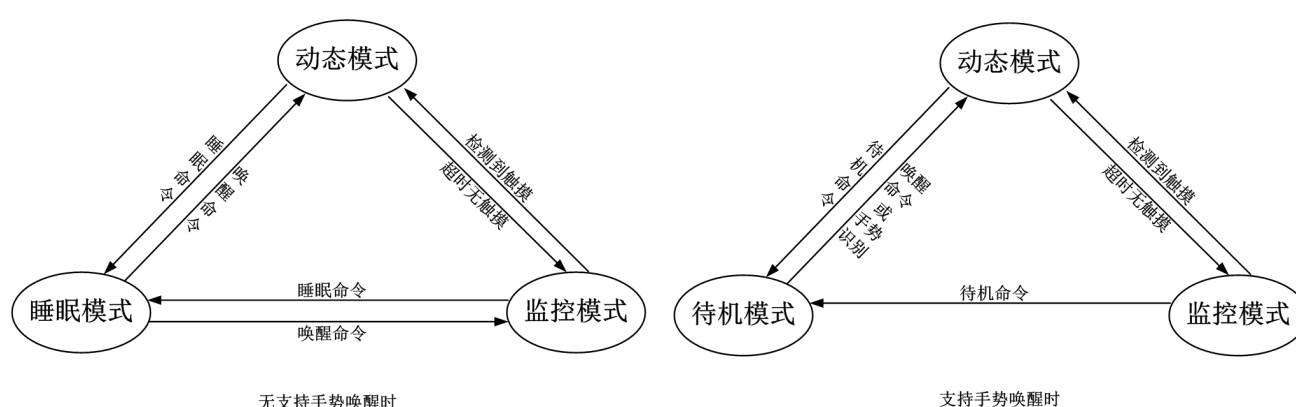 动态模式
睡眠命令
唤醒命令
检测到触摸
超时无触摸
睡眠模式
睡眠命令
唤醒命令
监控模式
无支持手势唤醒时
动态模式
待机命令
唤醒命令或手势识别
检测到触摸
超时无触摸
待机模式
待机命令
监控模式
支持手势唤醒时